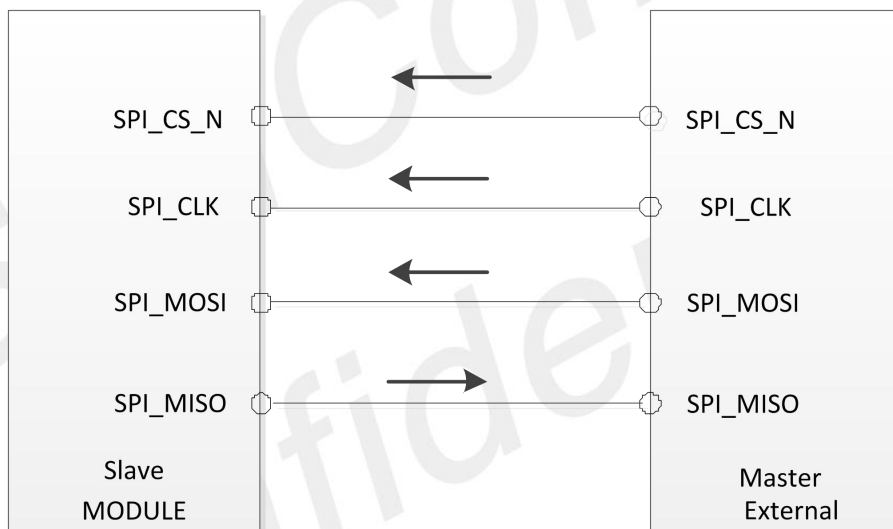 SPI_CS_N
SPI_CS_N
SPI_CLK
SPI_CLK
SPI_MOSI
SPI_MOSI
SPI_MISO
SPI_MISO
Slave
MODULE
Master
External